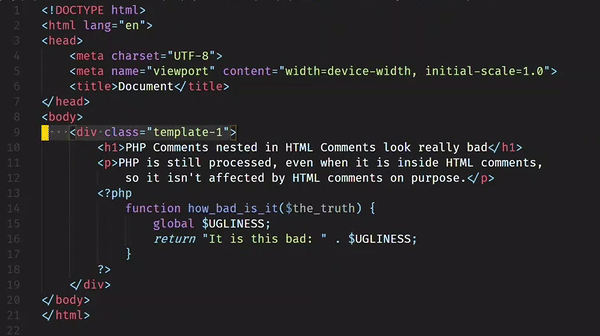 1 <!DOCTYPE html>
2 <html lang="en">
3 <head>
4 <meta charset="UTF-8">
5 <meta name="viewport" content="width=device-width, initial-scale=1.0">
6 <title>Document</title>
7 </head>
8 <body>
9 <div class="template-1">
10 <h1>PHP Comments nested in HTML Comments look really bad</h1>
11 <p>PHP is still processed, even when it is inside HTML comments,
12 so it isn't affected by HTML comments on purpose.</p>
13 <?php
14 function how_bad_is_it($the_truth) {
15 global $UGLINESS;
16 return "It is this bad: " . $UGLINESS;
17 }
18 ?>
19 </div>
20 </body>
21 </html>
22